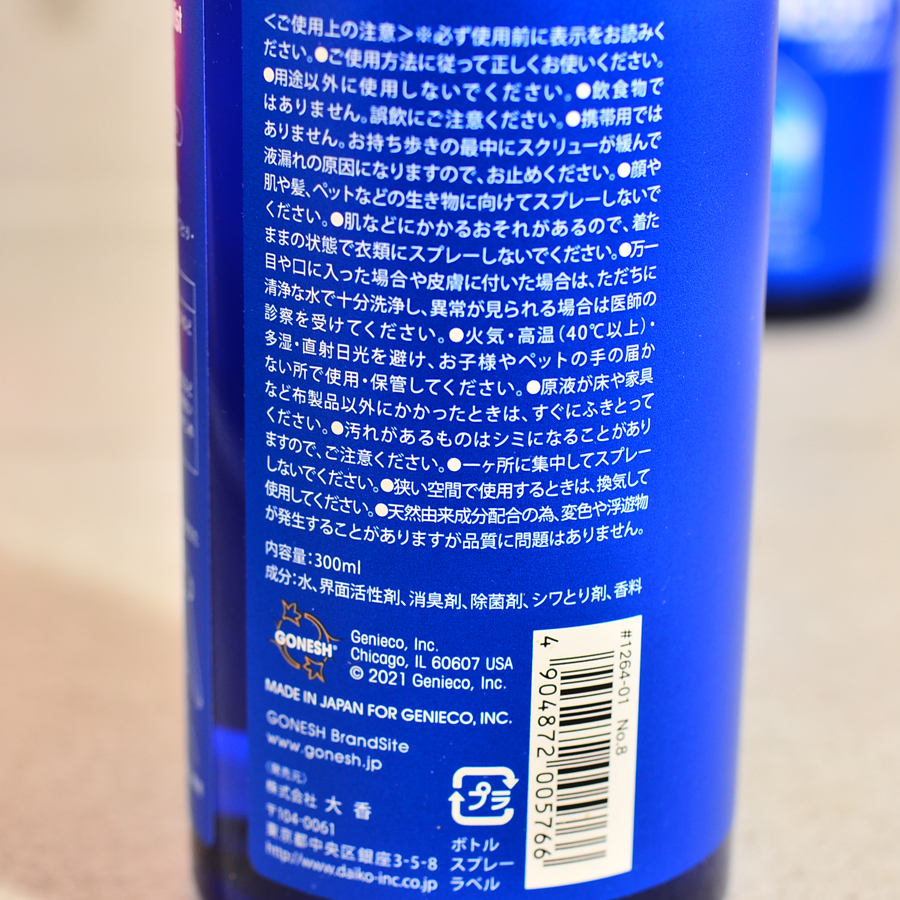 <ご使用上の注意>※必ず使用前に表示をお読みく
ださい。●ご使用方法に従って正しくお使いください。
●用途以外に使用しないでください。●飲食物で
はありません。誤飲にご注意ください。●携帯用では
ありません。お持ち歩きの最中にスクリューが緩んで
液漏れの原因になりますので、お止めください。●顔や
肌や髪、ペットなどの生き物に向けてスプレーしないで
ください。●肌などにかかるおそれがあるので、着た
ままの状態で衣類にスプレーしないでください。●万一
目や口に入った場合や皮膚に付いた場合は、ただちに
清浄な水で十分洗浄し、異常が見られる場合は医師の
診察を受けてください。●火気・高温(40℃以上)・
多湿・直射日光を避け、お子様やペットの手の届か
ない所で使用・保管してください。●原液が床や家具
など布製品以外にかかったときは、すぐにふきとって
ください。●汚れがあるものはシミになることがあり
ますので、ご注意ください。●一ヶ所に集中してスプレー
しないでください。●狭い空間で使用するときは、換気して
使用してください。●天然由来成分配合の為、変色や浮遊物
が発生することがありますが品質に問題はありません。
内容量:300ml
成分:水、界面活性剤、消臭剤、除菌剤、シワとり剤、香料
GONESH®
Genieco, Inc.
Chicago, IL 60607 USA
© 2021 Genieco, Inc.
MADE IN JAPAN FOR GENIECO, INC.
GONESH BrandSite
www.gonesh.jp
(発売元)
株式会社 大香
〒104-0061
東京都中央区銀座3-5-8
http://www.daiko-inc.co.jp
プラ
ボトル
スプレー
ラベル
#1264-01 No.8
4 904872 005766